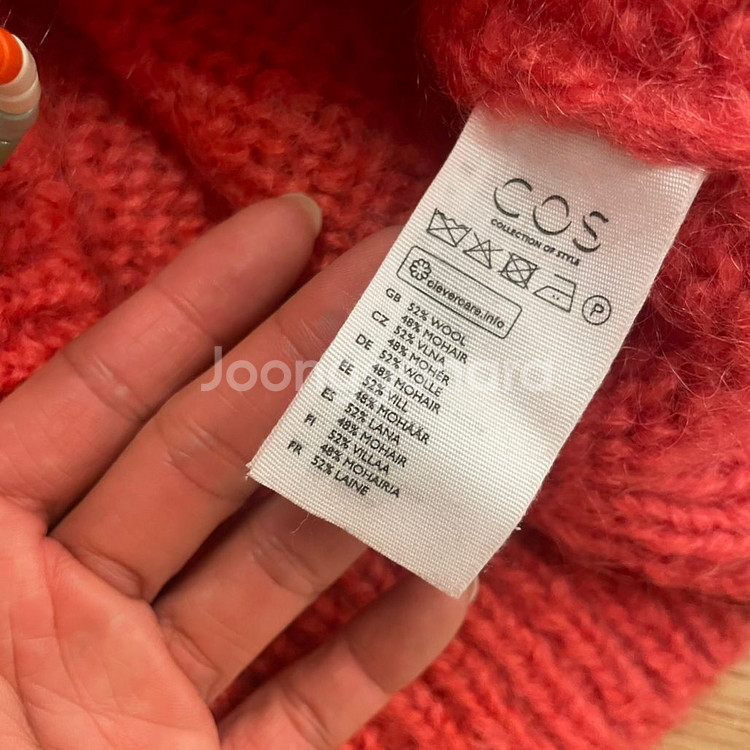 COS
COLLECTION OF STYLE
clevercare.info
GB 52% WOOL
48% MOHAIR
CZ 52% VLNA
48% MOHÉR
DE 52% WOLLE
48% MOHAIR
EE 52% VILL
48% MOHÄÄR
ES 52% LANA
48% MOHAIR
FI 52% VILLAA
48% MOHAIRIA
FR 52% LAINE
P